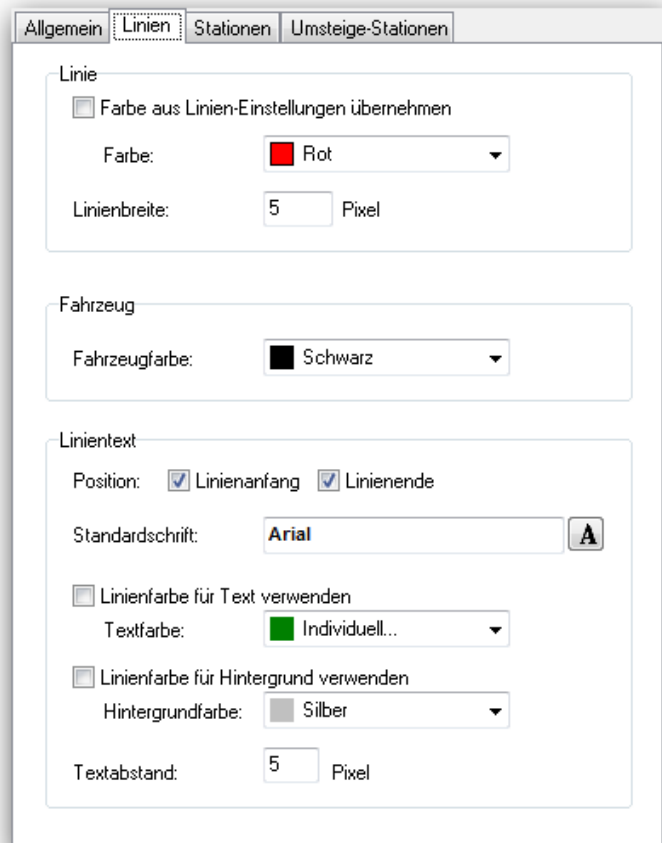 Allgemein Linien Stationen Umsteige-Stationen
Linie
Farbe aus Linien-Einstellungen übernehmen
Farbe: Rot
Linienbreite: 5 Pixel
Fahrzeug
Fahrzeugfarbe: Schwarz
Linientext
Position: Linienanfang Linienende
Standardschrift: Arial A
Linienfarbe für Text verwenden
Textfarbe: Individuell...
Linienfarbe für Hintergrund verwenden
Hintergrundfarbe: Silber
Textabstand: 5 Pixel